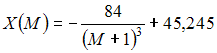 X(M) = -84/(M+1)^3 + 45,245